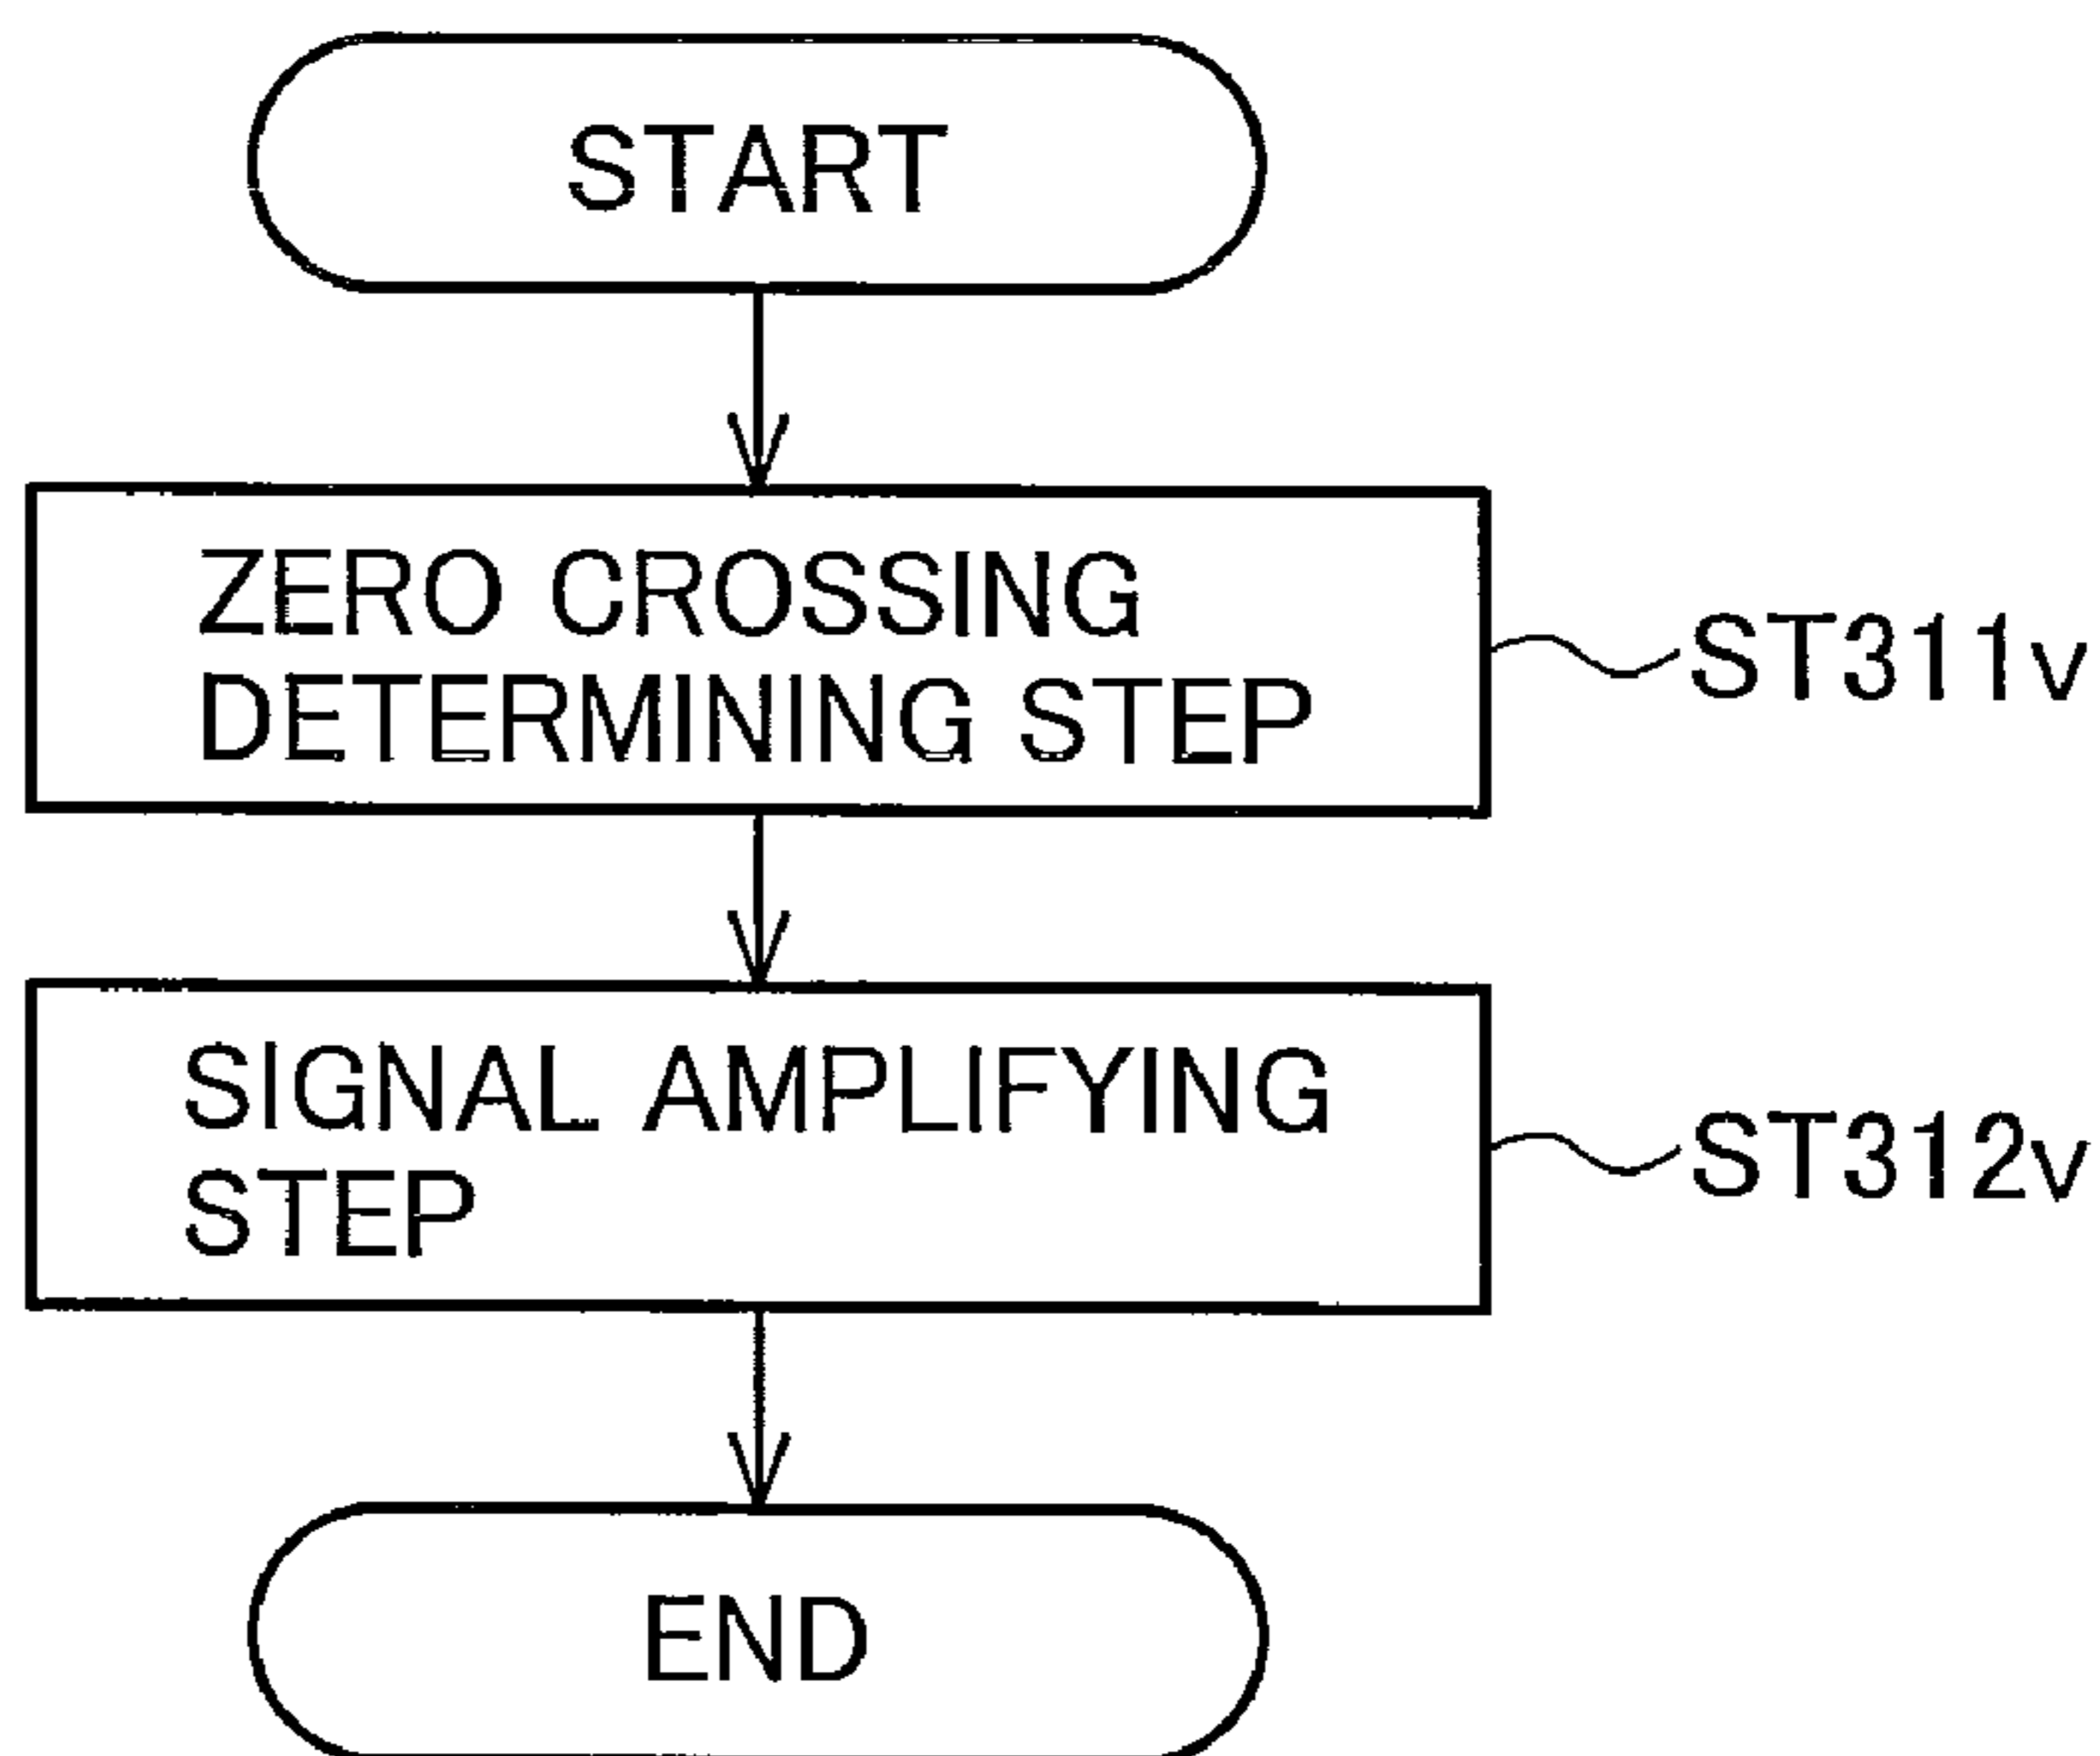 START
ZERO CROSSING
DETERMINING STEP
ST311v
SIGNAL AMPLIFYING
STEP
ST312v
END